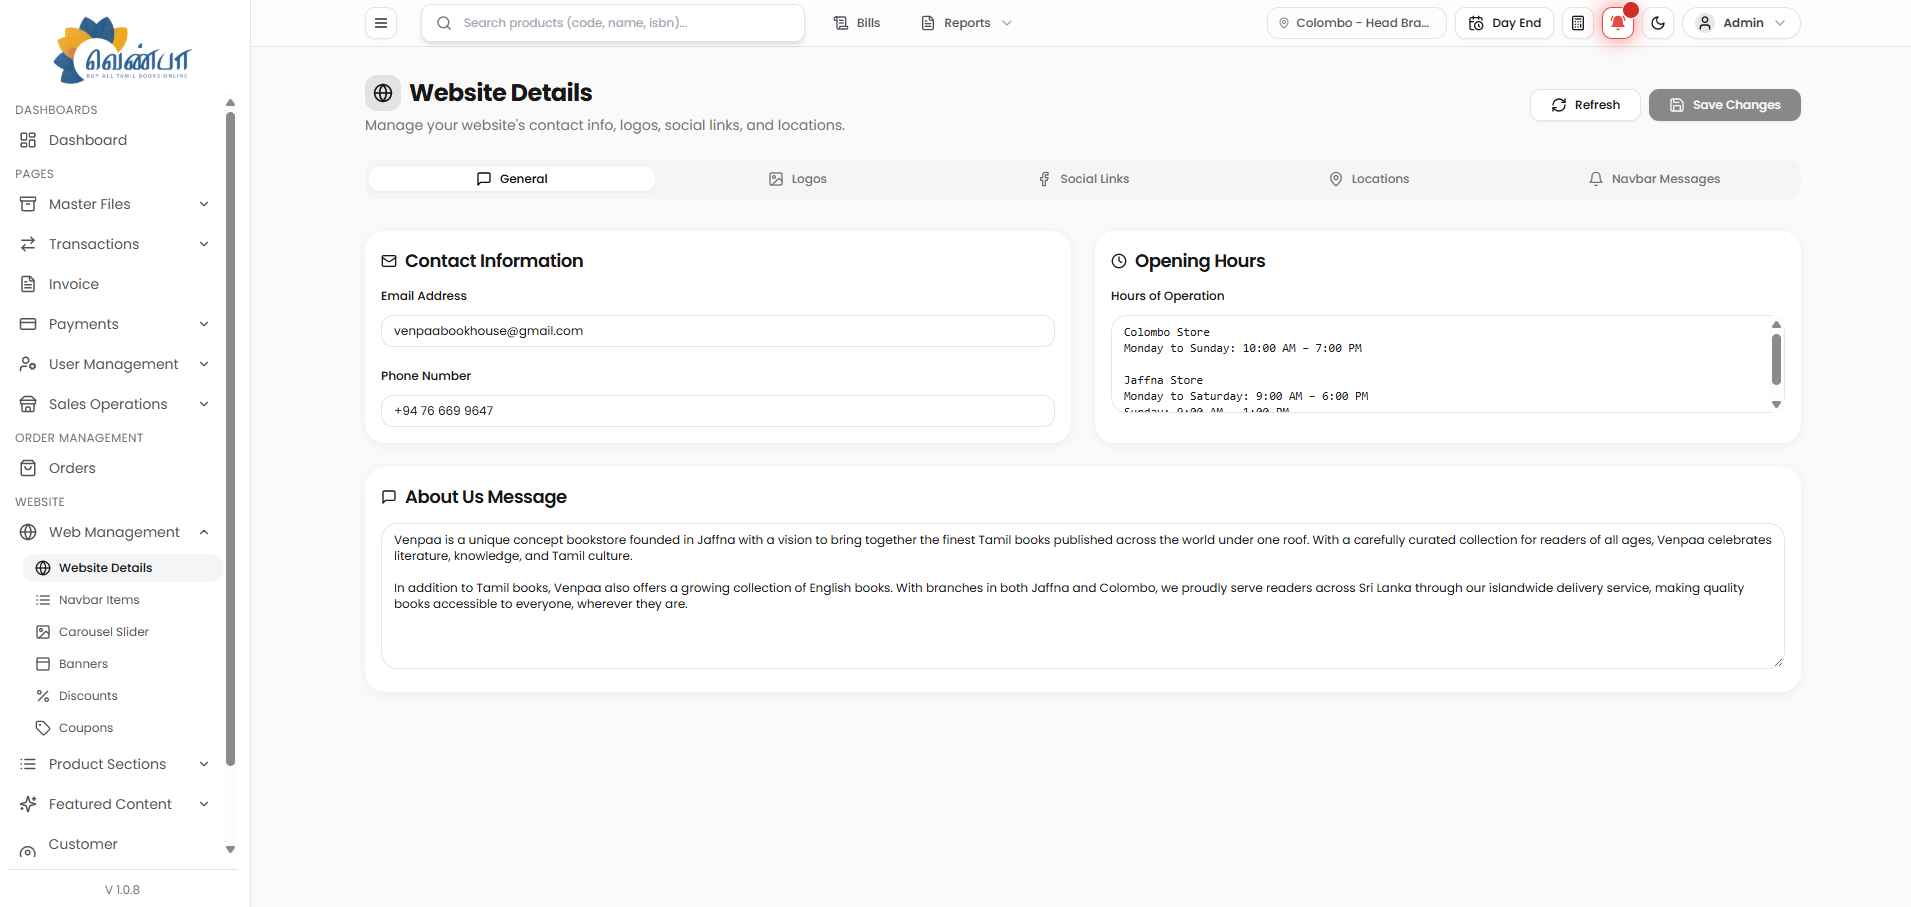 வெண்பா
BUY ALL TAMIL BOOKS ONLINE
DASHBOARDS
Dashboard
PAGES
Master Files
Transactions
Invoice
Payments
User Management
Sales Operations
ORDER MANAGEMENT
Orders
WEBSITE
Web Management
Website Details
Navbar Items
Carousel Slider
Banners
Discounts
Coupons
Product Sections
Featured Content
Customer
V 1.0.8
Search products (code, name, isbn)...
Bills
Reports
Colombo - Head Bra...
Day End
Admin
Website Details
Manage your website's contact info, logos, social links, and locations.
Refresh
Save Changes
General
Logos
Social Links
Locations
Navbar Messages
Contact Information
Email Address
venpaabookhouse@gmail.com
Phone Number
+94 76 669 9647
Opening Hours
Hours of Operation
Colombo Store
Monday to Sunday: 10:00 AM – 7:00 PM
Jaffna Store
Monday to Saturday: 9:00 AM – 6:00 PM
Sunday: 9:00 AM – 1:00 PM
About Us Message
Venpaa is a unique concept bookstore founded in Jaffna with a vision to bring together the finest Tamil books published across the world under one roof. With a carefully curated collection for readers of all ages, Venpaa celebrates
literature, knowledge, and Tamil culture.
In addition to Tamil books, Venpaa also offers a growing collection of English books. With branches in both Jaffna and Colombo, we proudly serve readers across Sri Lanka through our islandwide delivery service, making quality
books accessible to everyone, wherever they are.